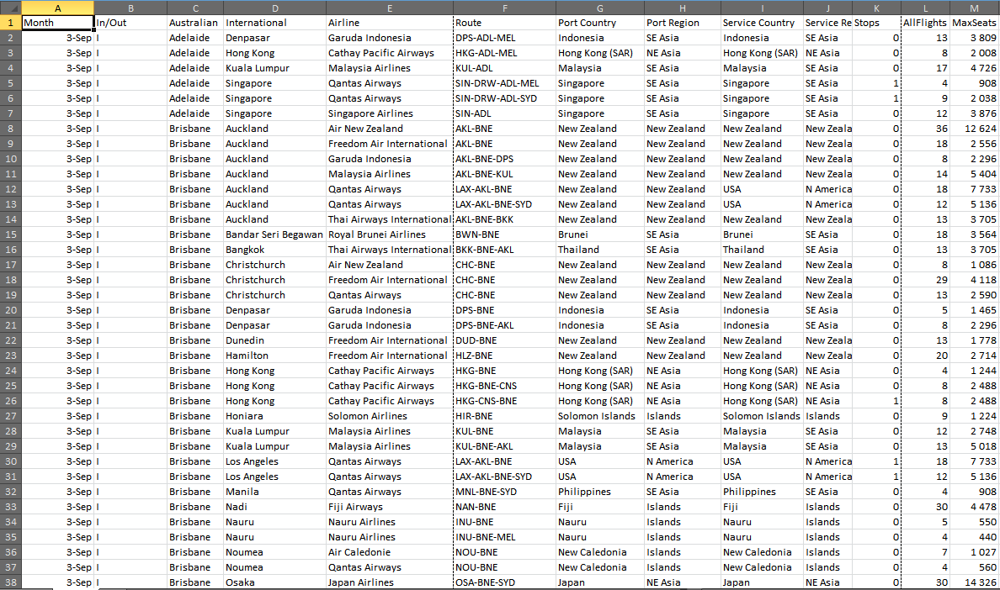 A B C D E F G H I J K L M
1 Month In/Out Australian International Airline Route Port Country Port Region Service Country Service Re Stops AllFlights MaxSeats
2 3-Sep I Adelaide Denpasar Garuda Indonesia DPS-ADL-MEL Indonesia SE Asia Indonesia SE Asia 0 13 3 809
3 3-Sep I Adelaide Hong Kong Cathay Pacific Airways HKG-ADL-MEL Hong Kong (SAR) NE Asia Hong Kong (SAR) NE Asia 0 8 2 008
4 3-Sep I Adelaide Kuala Lumpur Malaysia Airlines KUL-ADL Malaysia SE Asia Malaysia SE Asia 0 17 4 726
5 3-Sep I Adelaide Singapore Qantas Airways SIN-DRW-ADL-MEL Singapore SE Asia Singapore SE Asia 1 4 908
6 3-Sep I Adelaide Singapore Qantas Airways SIN-DRW-ADL-SYD Singapore SE Asia Singapore SE Asia 1 9 2 038
7 3-Sep I Adelaide Singapore Singapore Airlines SIN-ADL Singapore SE Asia Singapore SE Asia 0 12 3 876
8 3-Sep I Brisbane Auckland Air New Zealand AKL-BNE New Zealand New Zealand New Zealand New Zeala 0 36 12 624
9 3-Sep I Brisbane Auckland Freedom Air International AKL-BNE New Zealand New Zealand New Zealand New Zeala 0 18 2 556
10 3-Sep I Brisbane Auckland Garuda Indonesia AKL-BNE-DPS New Zealand New Zealand New Zealand New Zeala 0 8 2 296
11 3-Sep I Brisbane Auckland Malaysia Airlines AKL-BNE-KUL New Zealand New Zealand New Zealand New Zeala 0 14 5 404
12 3-Sep I Brisbane Auckland Qantas Airways LAX-AKL-BNE New Zealand New Zealand USA N America 0 18 7 733
13 3-Sep I Brisbane Auckland Qantas Airways LAX-AKL-BNE-SYD New Zealand New Zealand USA N America 0 12 5 136
14 3-Sep I Brisbane Auckland Thai Airways International AKL-BNE-BKK New Zealand New Zealand New Zealand New Zeala 0 13 3 705
15 3-Sep I Brisbane Bandar Seri Begawan Royal Brunei Airlines BWN-BNE Brunei SE Asia Brunei SE Asia 0 18 3 564
16 3-Sep I Brisbane Bangkok Thai Airways International BKK-BNE-AKL Thailand SE Asia Thailand SE Asia 0 13 3 705
17 3-Sep I Brisbane Christchurch Air New Zealand CHC-BNE New Zealand New Zealand New Zealand New Zeala 0 8 1 086
18 3-Sep I Brisbane Christchurch Freedom Air International CHC-BNE New Zealand New Zealand New Zealand New Zeala 0 29 4 118
19 3-Sep I Brisbane Christchurch Qantas Airways CHC-BNE New Zealand New Zealand New Zealand New Zeala 0 13 2 590
20 3-Sep I Brisbane Denpasar Garuda Indonesia DPS-BNE Indonesia SE Asia Indonesia SE Asia 0 5 1 465
21 3-Sep I Brisbane Denpasar Garuda Indonesia DPS-BNE-AKL Indonesia SE Asia Indonesia SE Asia 0 8 2 296
22 3-Sep I Brisbane Dunedin Freedom Air International DUD-BNE New Zealand New Zealand New Zealand New Zeala 0 13 1 778
23 3-Sep I Brisbane Hamilton Freedom Air International HLZ-BNE New Zealand New Zealand New Zealand New Zeala 0 20 2 714
24 3-Sep I Brisbane Hong Kong Cathay Pacific Airways HKG-BNE Hong Kong (SAR) NE Asia Hong Kong (SAR) NE Asia 0 4 1 244
25 3-Sep I Brisbane Hong Kong Cathay Pacific Airways HKG-BNE-CNS Hong Kong (SAR) NE Asia Hong Kong (SAR) NE Asia 0 8 2 488
26 3-Sep I Brisbane Hong Kong Cathay Pacific Airways HKG-CNS-BNE Hong Kong (SAR) NE Asia Hong Kong (SAR) NE Asia 1 8 2 488
27 3-Sep I Brisbane Honiara Solomon Airlines HIR-BNE Solomon Islands Islands Solomon Islands Islands 0 9 1 224
28 3-Sep I Brisbane Kuala Lumpur Malaysia Airlines KUL-BNE Malaysia SE Asia Malaysia SE Asia 0 12 2 748
29 3-Sep I Brisbane Kuala Lumpur Malaysia Airlines KUL-BNE-AKL Malaysia SE Asia Malaysia SE Asia 0 13 5 018
30 3-Sep I Brisbane Los Angeles Qantas Airways LAX-AKL-BNE USA N America USA N America 1 18 7 733
31 3-Sep I Brisbane Los Angeles Qantas Airways LAX-AKL-BNE-SYD USA N America USA N America 1 12 5 136
32 3-Sep I Brisbane Manila Qantas Airways MNL-BNE-SYD Philippines SE Asia Philippines SE Asia 0 4 908
33 3-Sep I Brisbane Nadi Fiji Airways NAN-BNE Fiji Islands Fiji Islands 0 30 4 478
34 3-Sep I Brisbane Nauru Nauru Airlines INU-BNE Nauru Islands Nauru Islands 0 5 550
35 3-Sep I Brisbane Nauru Nauru Airlines INU-BNE-MEL Nauru Islands Nauru Islands 0 4 440
36 3-Sep I Brisbane Noumea Air Caledonie NOU-BNE New Caledonia Islands New Caledonia Islands 0 7 1 027
37 3-Sep I Brisbane Noumea Qantas Airways NOU-BNE New Caledonia Islands New Caledonia Islands 0 4 560
38 3-Sep I Brisbane Osaka Japan Airlines OSA-BNE-SYD Japan NE Asia Japan NE Asia 0 30 14 326